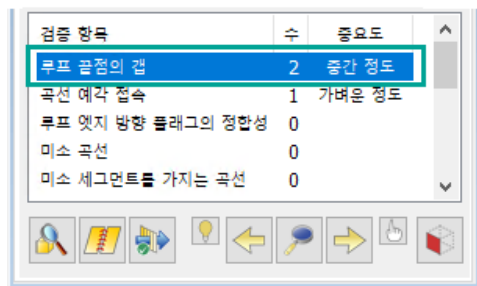 검증 항목 수 중요도
루프 끝점의 갭 2 중간 정도
곡선 예각 접속 1 가벼운 정도
루프 엣지 방향 플래그의 정합성 0
미소 곡선 0
미소 세그먼트를 가지는 곡선 0